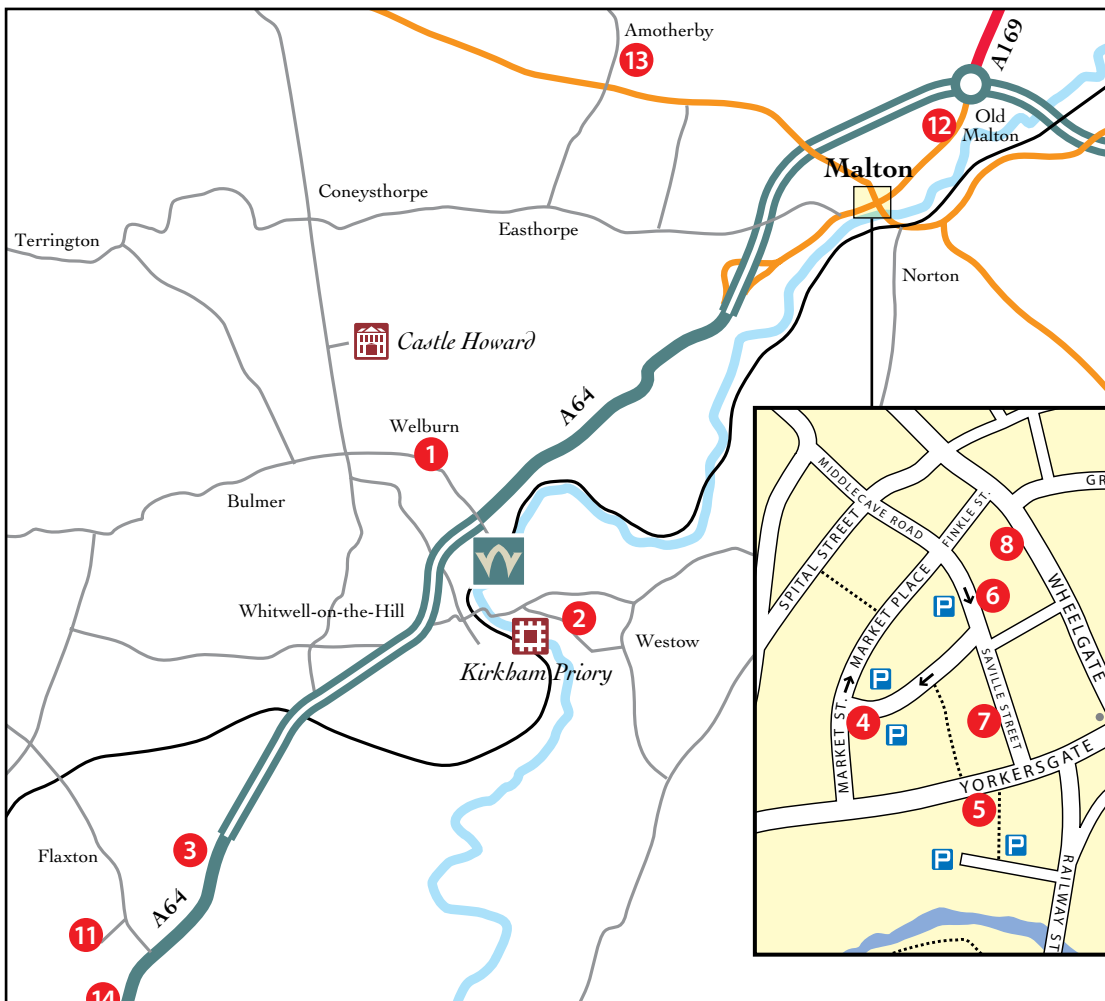 Amotherby
13
A169
12
Old
Malton
Malton
Coneysthorpe
Easthorpe
Terrington
Norton
Castle Howard
A64
Welburn
1
Bulmer
W
Whitwell-on-the-Hill
2
Westow
Kirkham Priory
3
Flaxton
A64
11
14
MIDDLECAVE ROAD
FINKLE ST.
GR
SPITAL STREET
8
MARKET PLACE
WHEELGATE
P
6
P
SAVILLE STREET
MARKET ST.
4
P
7
YORKERSGATE
5
P
P
RAILWAY ST